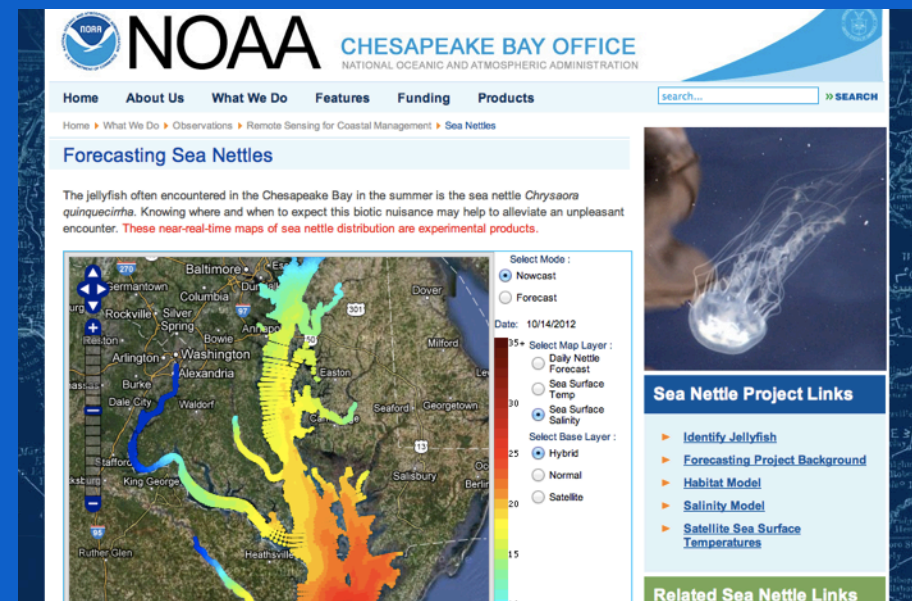 NOAA
NOAA CHESAPEAKE BAY OFFICE
NATIONAL OCEANIC AND ATMOSPHERIC ADMINISTRATION
Home About Us What We Do Features Funding Products
search... » SEARCH
Home What We Do Observations Remote Sensing for Coastal Management Sea Nettles
Forecasting Sea Nettles
The jellyfish often encountered in the Chesapeake Bay in the summer is the sea nettle Chrysaora
quinquecirrha. Knowing where and when to expect this biotic nuisance may help to alleviate an unpleasant
encounter. These near-real-time maps of sea nettle distribution are experimental products.
270
Baltimore
Germantown
Columbia
Dover
Rockville
Silver
Spring
97
301
Bowie
50
Milford
Reston
Arlington
Washington
Alexandria
Easton
Burke
Dale City
Waldorf
Seaford
Georgetown
13
Stafford
King George
Salisbury
Berlin
95
Ruther Glen
Heathsville
Select Mode :
Nowcast
Forecast
Date: 10/14/2012
35+
30
25
20
15
Select Map Layer :
Daily Nettle
Forecast
Sea Surface
Temp
Sea Surface
Salinity
Select Base Layer :
Hybrid
Normal
Satellite
Sea Nettle Project Links
Identify Jellyfish
Forecasting Project Background
Habitat Model
Salinity Model
Satellite Sea Surface
Temperatures
Related Sea Nettle Links